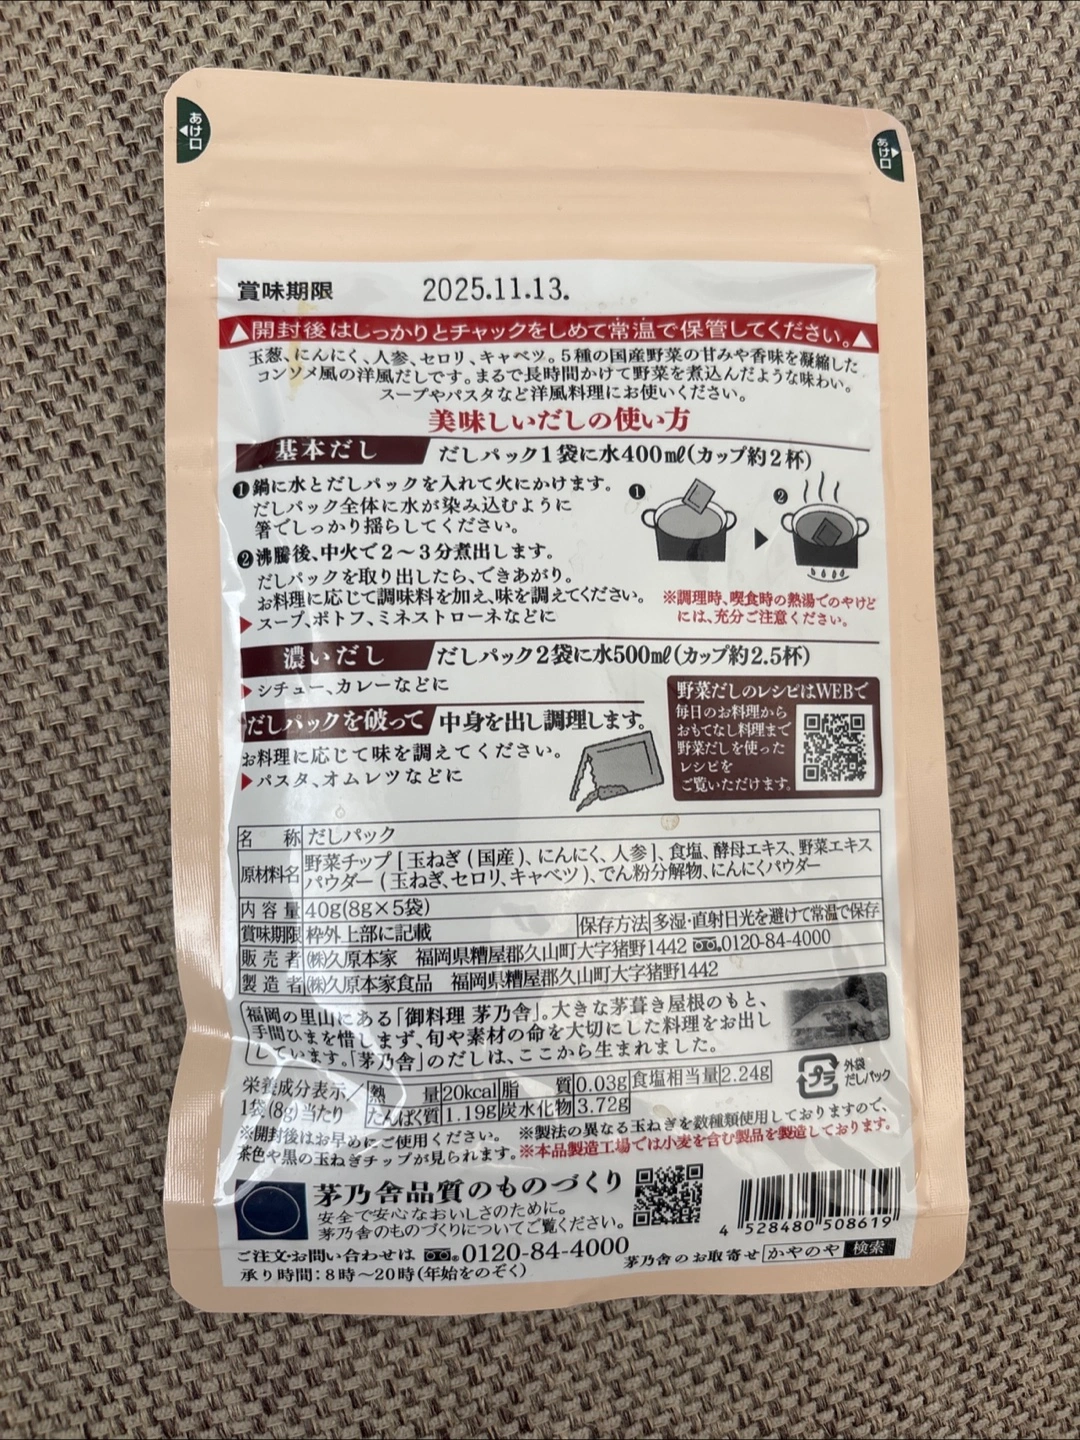 あけ口
あけ口
賞味期限 2025.11.13.
▲開封後はしっかりとチャックをしめて常温で保管してください。▲
玉葱、にんにく、人参、セロリ、キャベツ。5種の国産野菜の甘みや香味を凝縮した
コンソメ風の洋風だしです。まるで長時間かけて野菜を煮込んだような味わい。
スープやパスタなど洋風料理にお使いください。
美味しいだしの使い方
基本だし だしパック1袋に水400㎖(カップ約2杯)
❶鍋に水とだしパックを入れて火にかけます。
だしパック全体に水が染み込むように
箸でしっかり揺らしてください。
❷沸騰後、中火で2～3分煮出します。
だしパックを取り出したら、できあがり。
お料理に応じて調味料を加え、味を調えてください。
▶スープ、ポトフ、ミネストローネなどに
❶ ▶ ❷
※調理時、喫食時の熱湯でのやけど
には、充分ご注意ください。
濃いだし だしパック2袋に水500㎖(カップ約2.5杯)
▶シチュー、カレーなどに
だしパックを破って 中身を出し調理します。
お料理に応じて味を調えてください。
▶パスタ、オムレツなどに
野菜だしのレシピはWEBで
毎日のお料理から
おもてなし料理まで
野菜だしを使った
レシピを
ご覧いただけます。
名称 だしパック
原材料名 野菜チップ[玉ねぎ(国産)、にんにく、人参]、食塩、酵母エキス、野菜エキス
パウダー(玉ねぎ、セロリ、キャベツ)、でん粉分解物、にんにくパウダー
内容量 40g(8g×5袋)
賞味期限 枠外上部に記載 保存方法 多湿・直射日光を避けて常温で保存
販売者 ㈱久原本家 福岡県糟屋郡久山町大字猪野1442 0120-84-4000
製造者 ㈱久原本家食品 福岡県糟屋郡久山町大字猪野1442
福岡の里山にある「御料理 茅乃舎」。大きな茅葺き屋根のもと、
手間ひまを惜しまず、旬や素材の命を大切にした料理をお出し
しています。「茅乃舎」のだしは、ここから生まれました。
プラ
外袋
だしパック
栄養成分表示/ 熱量 20kcal 脂質 0.03g 食塩相当量 2.24g
1袋(8g)当たり たんぱく質 1.19g 炭水化物 3.72g
※開封後はお早めにご使用ください。 ※製法の異なる玉ねぎを数種類使用しておりますので、
茶色や黒の玉ねぎチップが見られます。※本品製造工場では小麦を含む製品を製造しております。
茅乃舎品質のものづくり
安全で安心なおいしさのために。
茅乃舎のものづくりについてご覧ください。
4 528480 508619
ご注文・お問い合わせは 0120-84-4000
承り時間:8時～20時(年始をのぞく)
茅乃舎のお取寄せ かやのや 検索